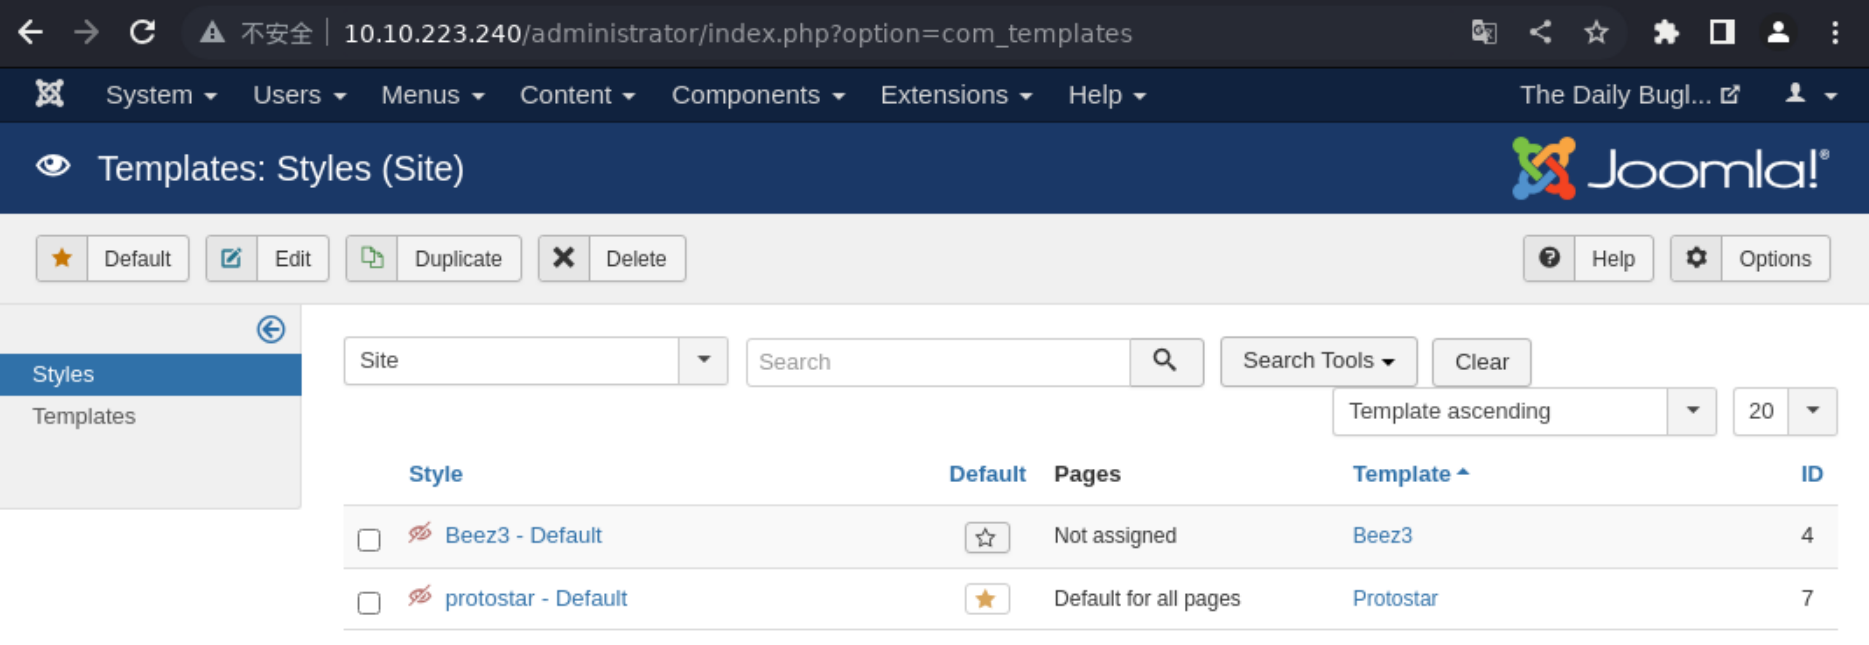 不安全 10.10.223.240/administrator/index.php?option=com_templates
System Users Menus Content Components Extensions Help The Daily Bugl...
Templates: Styles (Site) Joomla!®
Default Edit Duplicate Delete Help Options
Styles
Templates
Site Search Search Tools Clear
Template ascending 20
Style Default Pages Template ID
Beez3 - Default Not assigned Beez3 4
protostar - Default Default for all pages Protostar 7